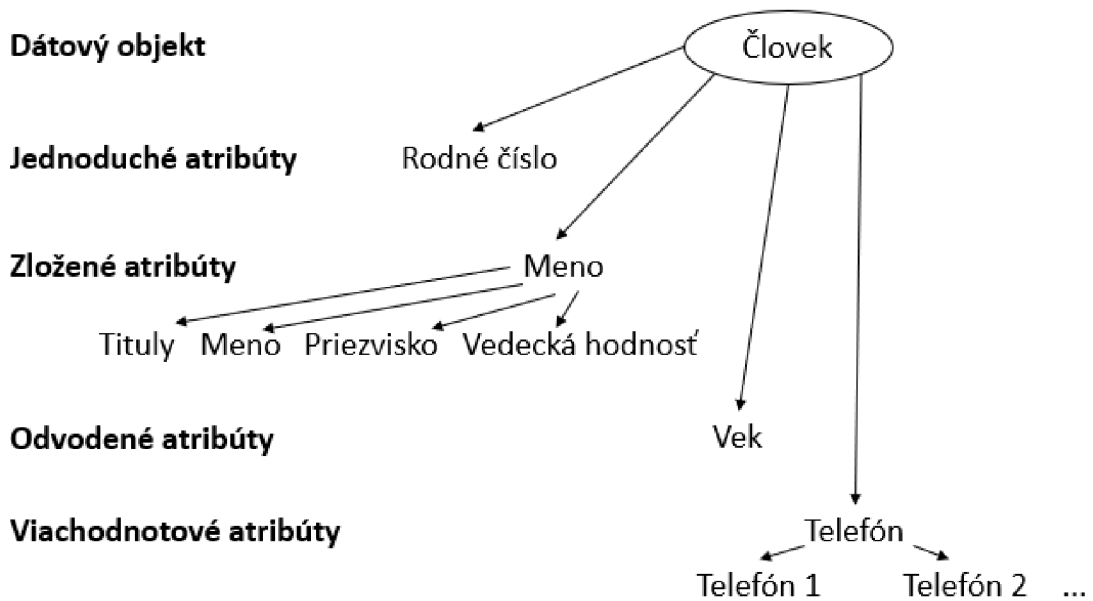 Dátový objekt Človek
Jednoduché atribúty Rodné číslo
Zložené atribúty Meno
Tituly Meno Priezvisko Vedecká hodnosť
Odvodené atribúty Vek
Viachodnotové atribúty Telefón
Telefón 1 Telefón 2 ...